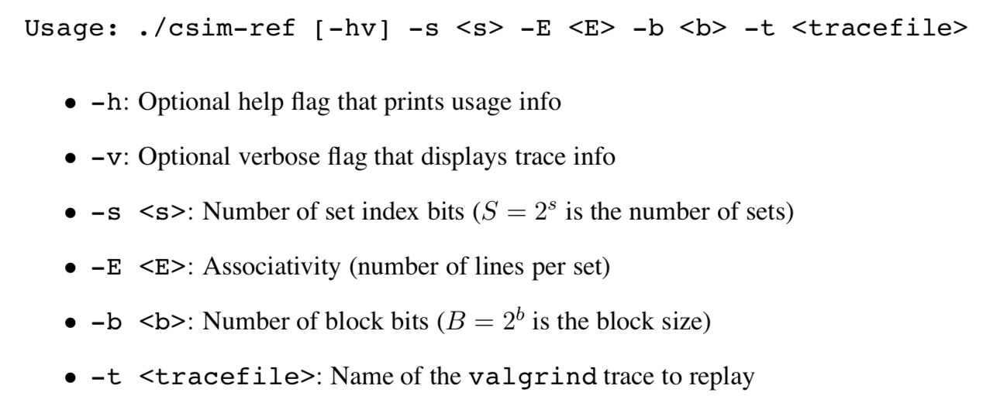 Usage: ./csim-ref [-hv] -s <s> -E <E> -b <b> -t <tracefile>
• -h: Optional help flag that prints usage info
• -v: Optional verbose flag that displays trace info
• -s <s>: Number of set index bits (S = 2^s is the number of sets)
• -E <E>: Associativity (number of lines per set)
• -b <b>: Number of block bits (B = 2^b is the block size)
• -t <tracefile>: Name of the valgrind trace to replay